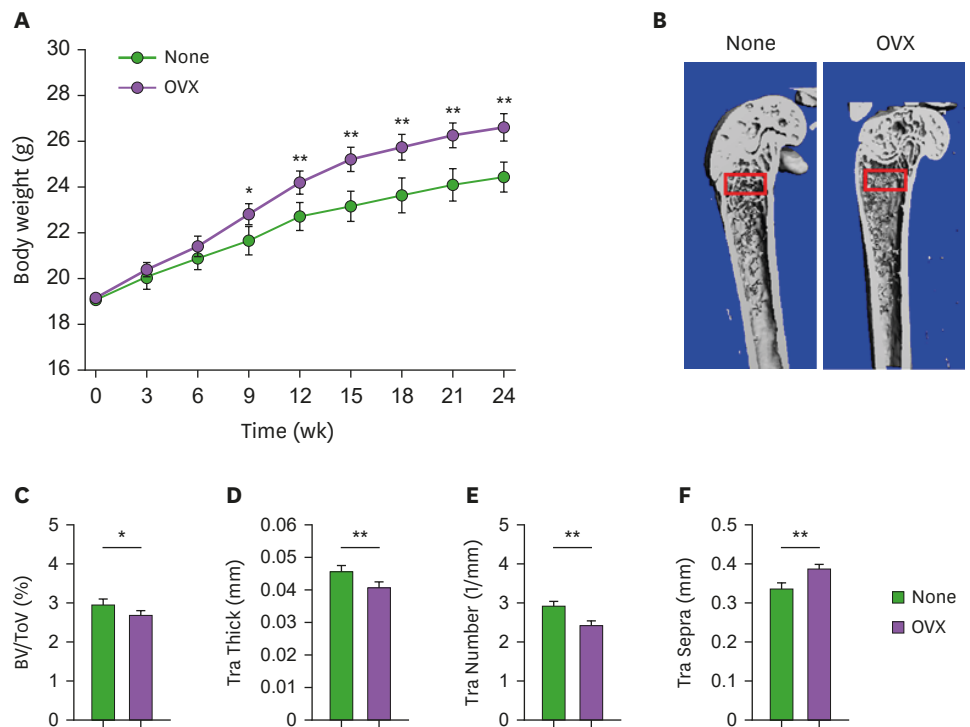 A
Body weight (g)
30
28
26
24
22
20
18
16
None
OVX
*
**
**
**
**
**
0 3 6 9 12 15 18 21 24
Time (wk)
B
None OVX
C
BV/ToV (%)
5
4
3
2
1
0
*
D
Tra Thick (mm)
0.06
0.05
0.04
0.03
0.02
0.01
0.00
**
E
Tra Number (1/mm)
5
4
3
2
1
0
**
F
Tra Sepra (mm)
0.5
0.4
0.3
0.2
0.1
0
**
None
OVX